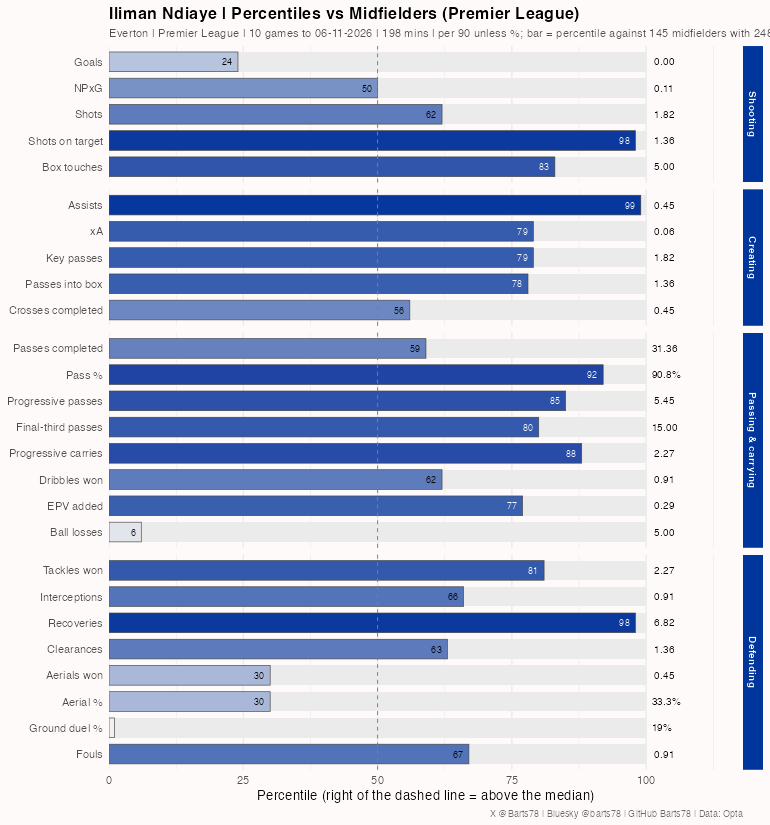 Iliman Ndiaye | Percentiles vs Midfielders (Premier League)
Everton | Premier League | 10 games to 06-11-2026 | 198 mins | per 90 unless %; bar = percentile against 145 midfielders with 248
Shooting
Goals 24 0.00
NPxG 50 0.11
Shots 62 1.82
Shots on target 98 1.36
Box touches 83 5.00
Creating
Assists 99 0.45
xA 79 0.06
Key passes 79 1.82
Passes into box 78 1.36
Crosses completed 56 0.45
Passing & carrying
Passes completed 59 31.36
Pass % 92 90.8%
Progressive passes 85 5.45
Final-third passes 80 15.00
Progressive carries 88 2.27
Dribbles won 62 0.91
EPV added 77 0.29
Ball losses 6 5.00
Defending
Tackles won 81 2.27
Interceptions 66 0.91
Recoveries 98 6.82
Clearances 63 1.36
Aerials won 30 0.45
Aerial % 30 33.3%
Ground duel % 19%
Fouls 67 0.91
0 25 50 75 100
Percentile (right of the dashed line = above the median)
X @Barts78 | Bluesky @barts78 | GitHub Barts78 | Data: Opta